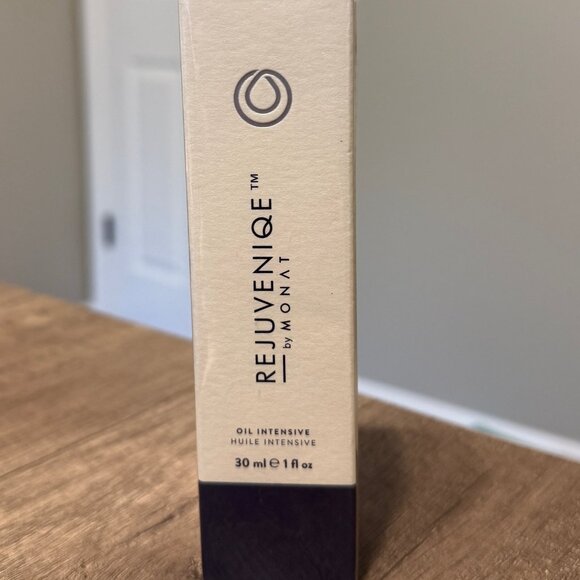 REJUVENIQE™
by MONAT
OIL INTENSIVE
HUILE INTENSIVE
30 ml ℮ 1 fl oz